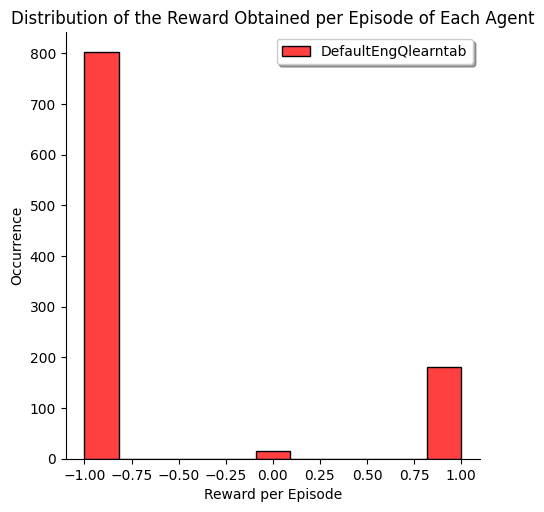 Distribution of the Reward Obtained per Episode of Each Agent
DefaultEngQlearntab
800
700
600
500
400
300
200
100
0
Occurrence
−1.00 −0.75 −0.50 −0.25 0.00 0.25 0.50 0.75 1.00
Reward per Episode